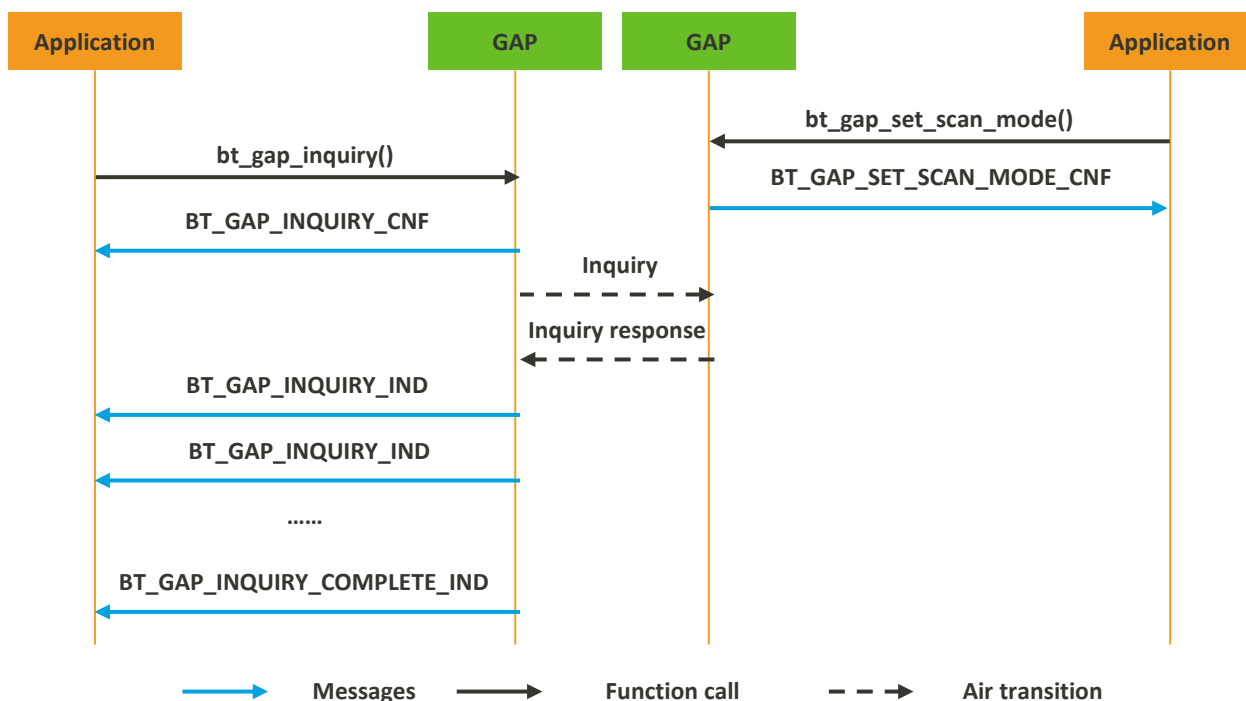 Application
GAP
GAP
Application
bt_gap_set_scan_mode()
bt_gap_inquiry()
BT_GAP_SET_SCAN_MODE_CNF
BT_GAP_INQUIRY_CNF
Inquiry
Inquiry response
BT_GAP_INQUIRY_IND
BT_GAP_INQUIRY_IND
……
BT_GAP_INQUIRY_COMPLETE_IND
Messages
Function call
Air transition